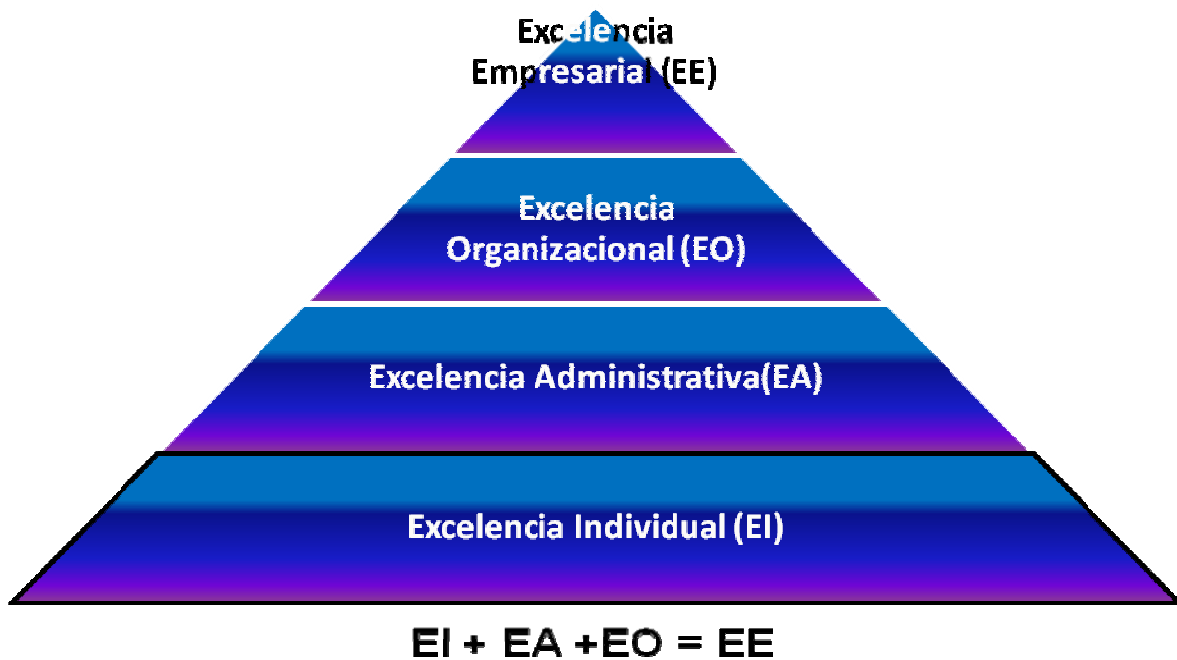 Excelencia
Empresarial (EE)
Excelencia
Organizacional (EO)
Excelencia Administrativa(EA)
Excelencia Individual (EI)
EI + EA +EO = EE